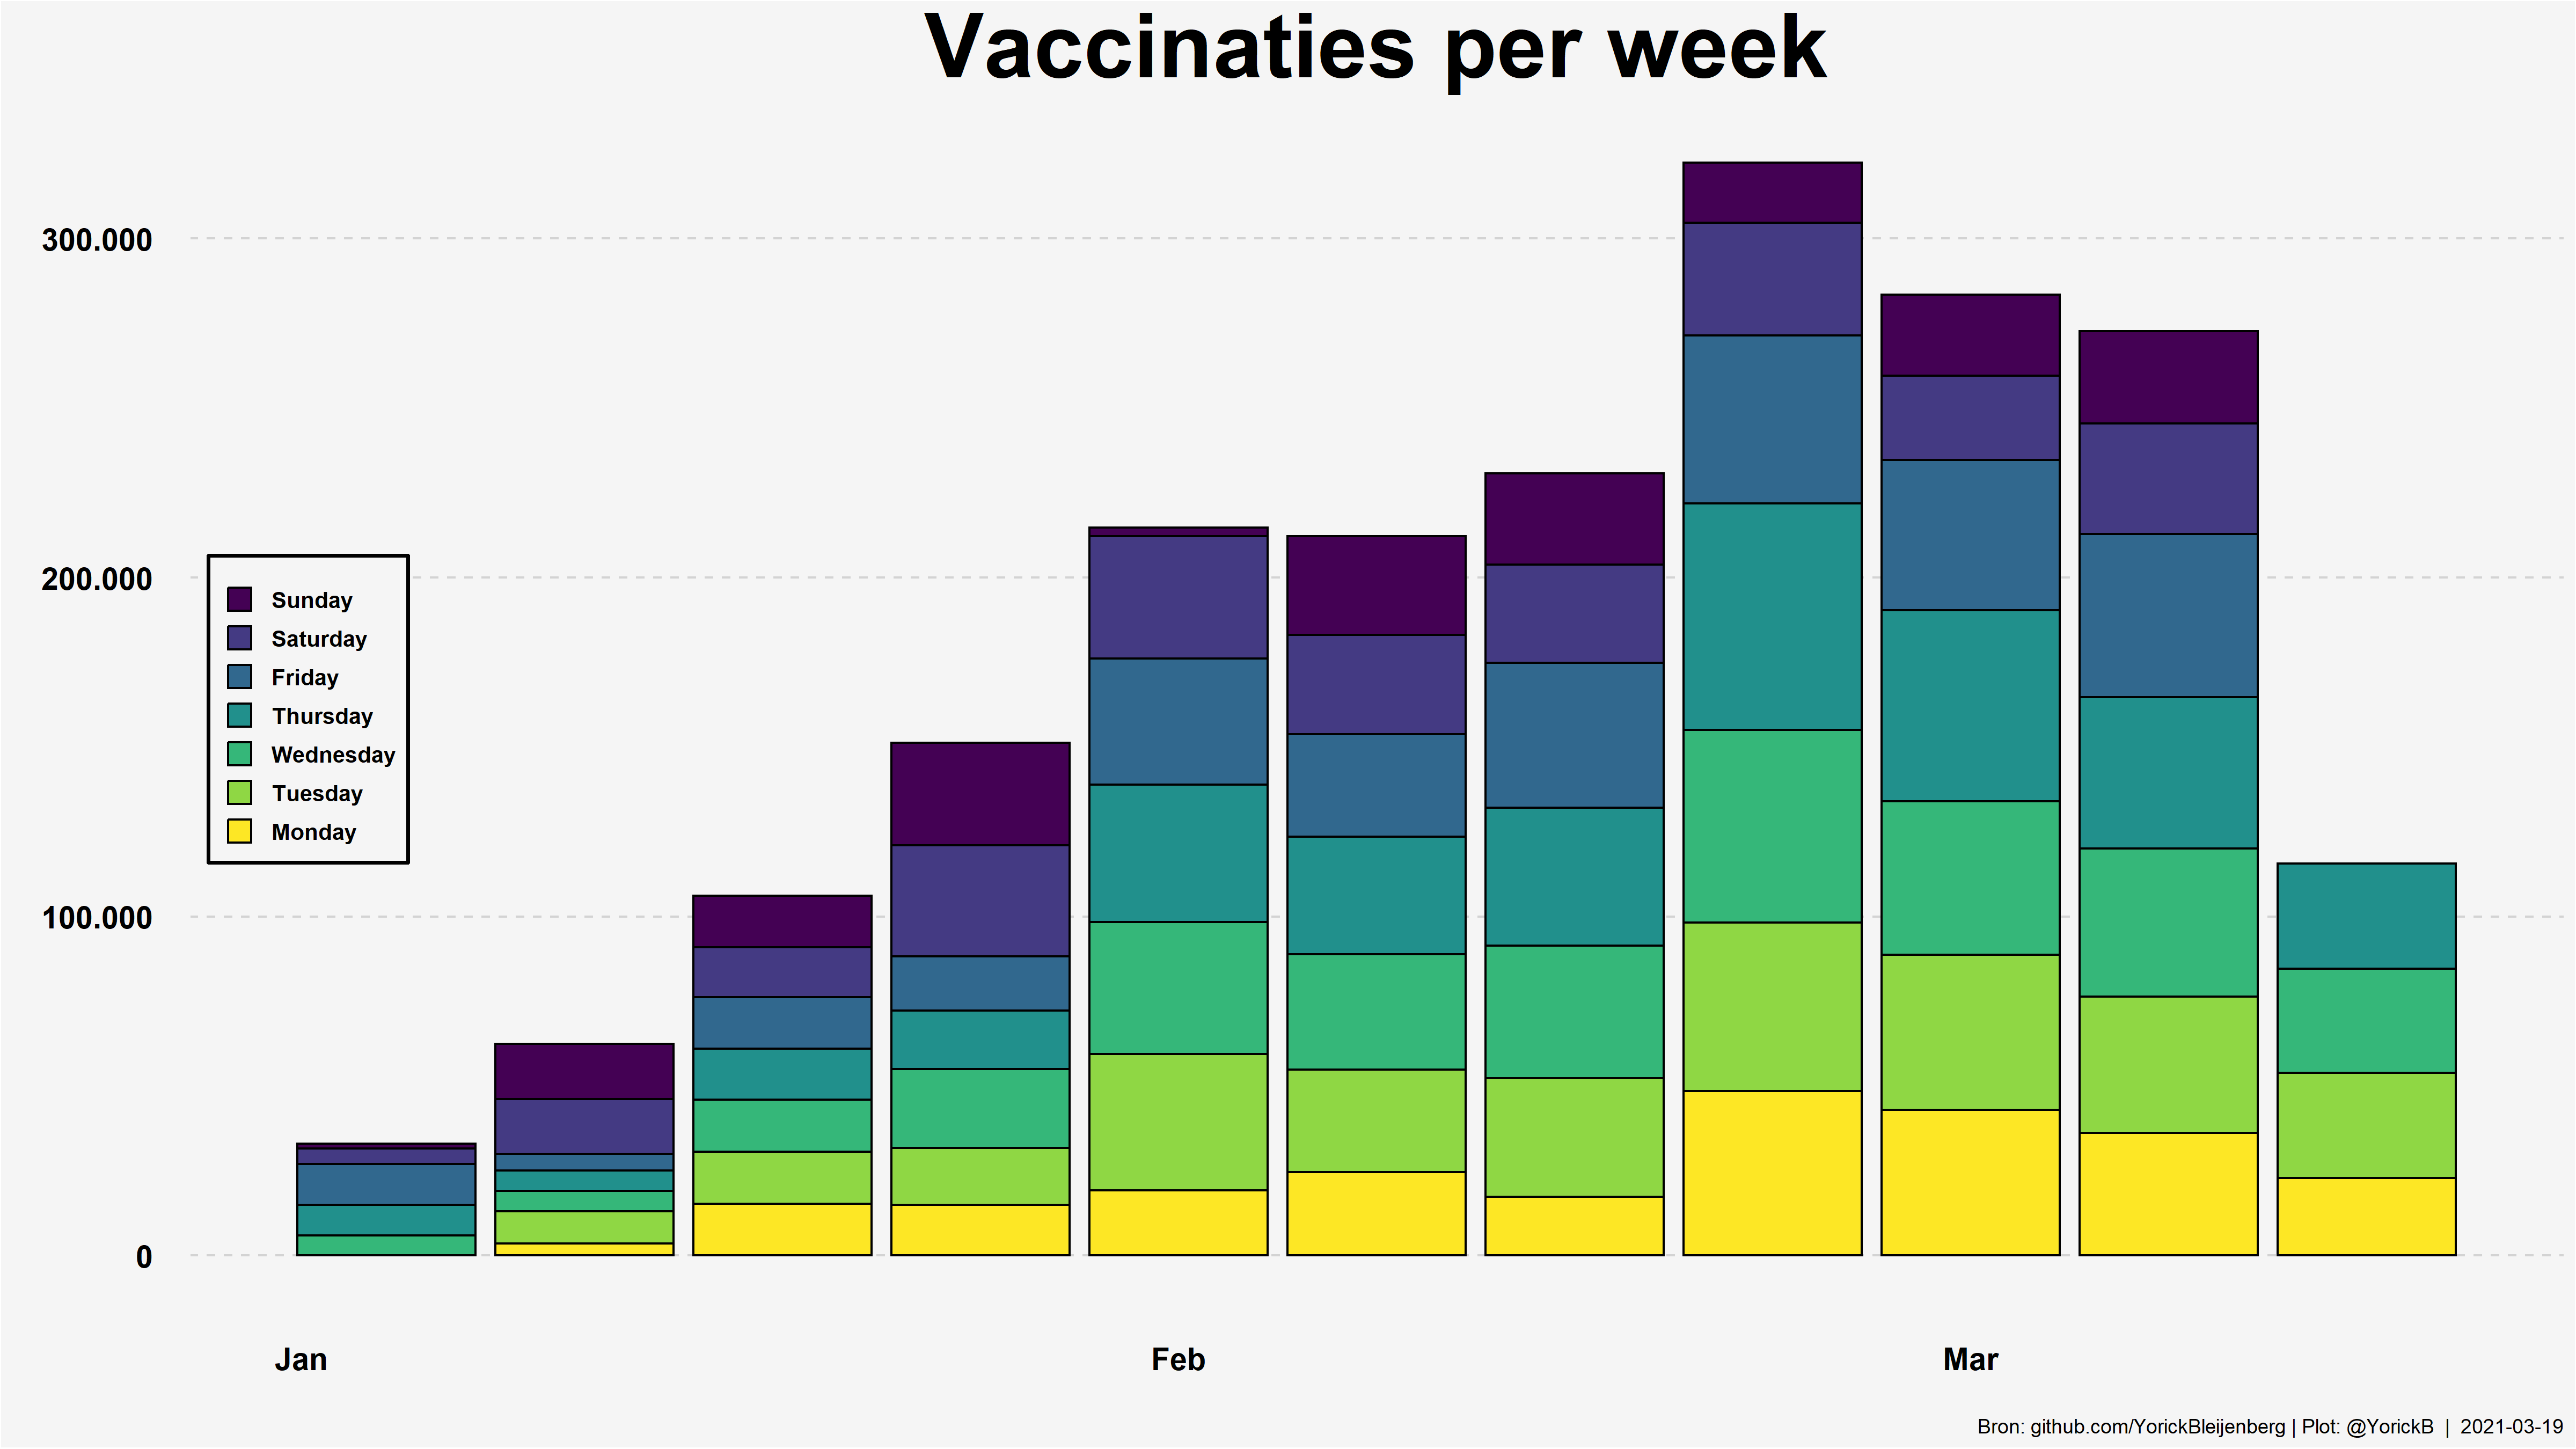 Vaccinaties per week
300.000
200.000
100.000
0
Sunday
Saturday
Friday
Thursday
Wednesday
Tuesday
Monday
Jan Feb Mar
Bron: github.com/YorickBleijenberg | Plot: @YorickB | 2021-03-19